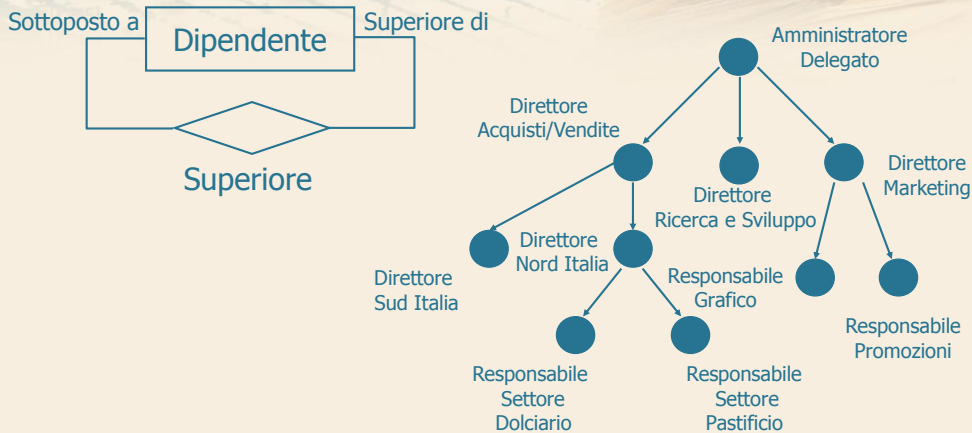 Sottoposto a
Dipendente
Superiore di
Superiore
Amministratore
Delegato
Direttore
Acquisti/Vendite
Direttore
Ricerca e Sviluppo
Direttore
Marketing
Direttore
Sud Italia
Direttore
Nord Italia
Responsabile
Grafico
Responsabile
Promozioni
Responsabile
Settore
Dolciario
Responsabile
Settore
Pastificio